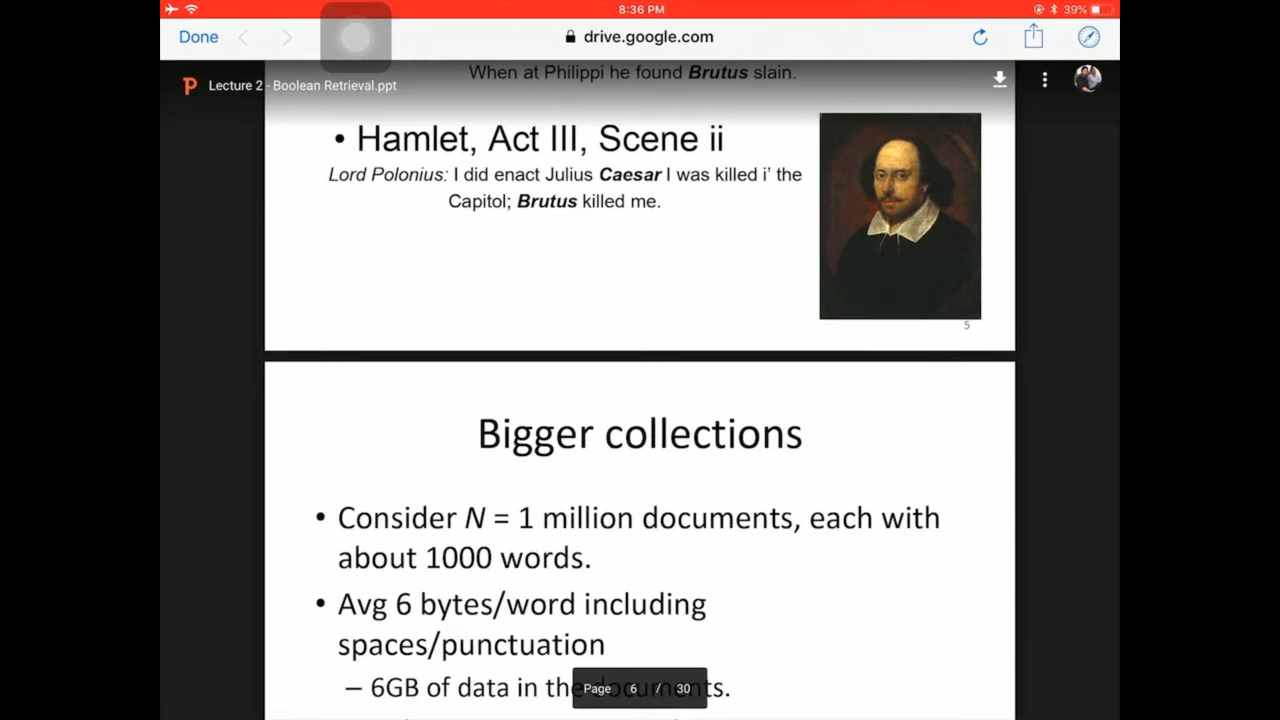 8:36 PM
39%
Done
drive.google.com
When at Philippi he found Brutus slain.
Lecture 2 - Boolean Retrieval.ppt
• Hamlet, Act III, Scene ii
Lord Polonius: I did enact Julius Caesar I was killed i' the
Capitol; Brutus killed me.
5
Bigger collections
• Consider N = 1 million documents, each with
about 1000 words.
• Avg 6 bytes/word including
spaces/punctuation
– 6GB of data in the documents.
Page 6 / 30